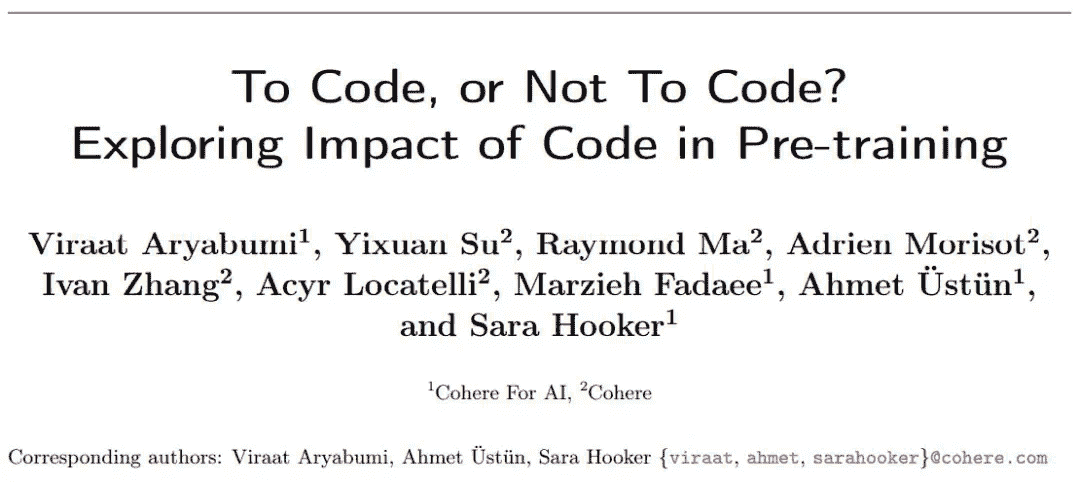 To Code, or Not To Code?
Exploring Impact of Code in Pre-training
Viraat Aryabumi¹, Yixuan Su², Raymond Ma², Adrien Morisot²,
Ivan Zhang², Acyr Locatelli², Marzieh Fadaee¹, Ahmet Üstün¹,
and Sara Hooker¹
¹Cohere For AI, ²Cohere
Corresponding authors: Viraat Aryabumi, Ahmet Üstün, Sara Hooker {viraat, ahmet, sarahooker}@cohere.com